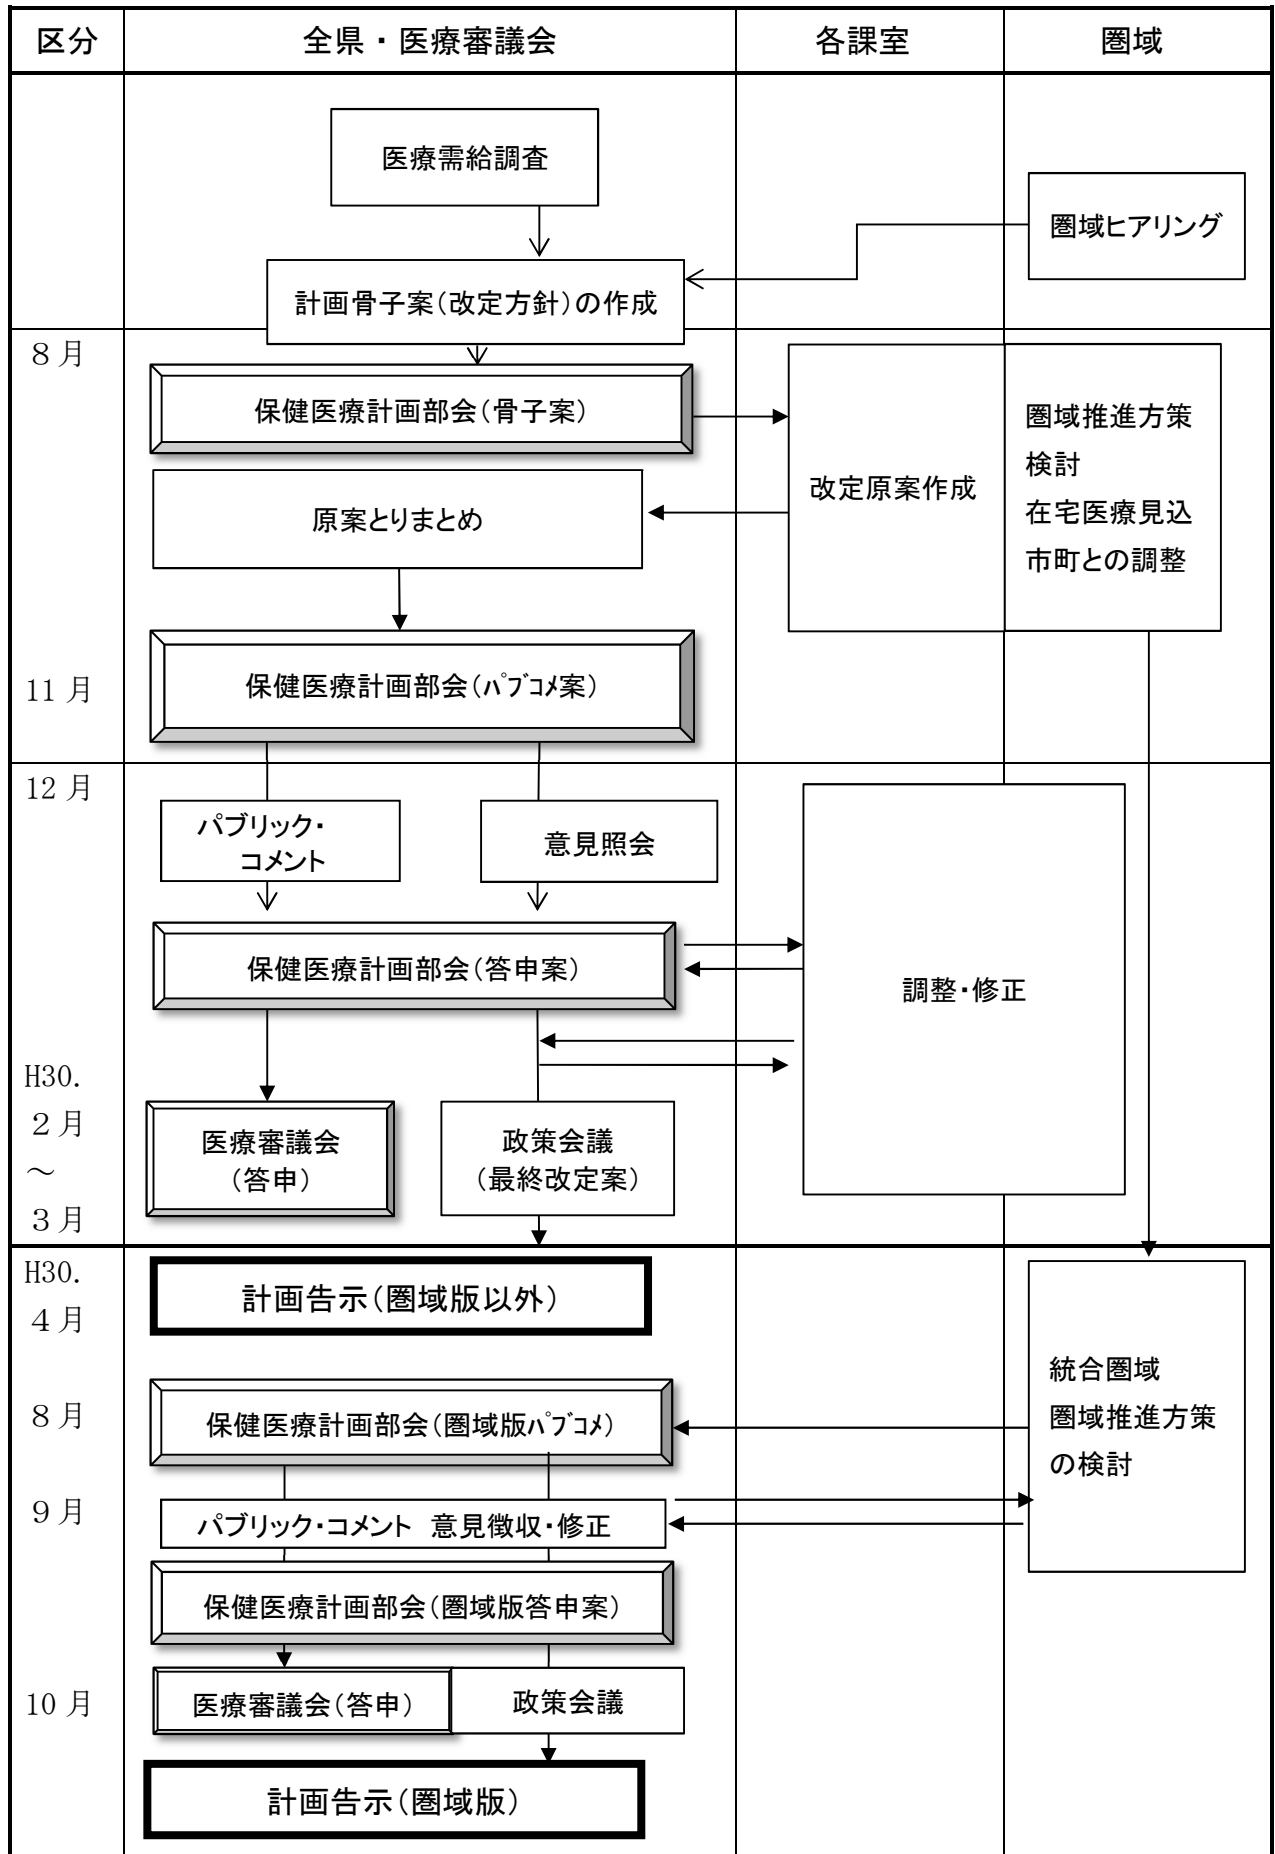 区分
全県・医療審議会
各課室
圏域
医療需給調査
圏域ヒアリング
計画骨子案(改定方針)の作成
８月
保健医療計画部会(骨子案)
改定原案作成
圏域推進方策
検討
在宅医療見込
市町との調整
原案とりまとめ
11月
保健医療計画部会(ﾊﾟﾌﾞｺﾒ案)
12月
パブリック・
コメント
意見照会
調整・修正
保健医療計画部会(答申案)
H30.
２月
～
３月
医療審議会
(答申)
政策会議
(最終改定案)
H30.
４月
計画告示(圏域版以外)
統合圏域
圏域推進方策
の検討
８月
保健医療計画部会(圏域版ﾊﾟﾌﾞｺﾒ)
９月
パブリック・コメント　意見徴収・修正
保健医療計画部会(圏域版答申案)
10月
医療審議会(答申)
政策会議
計画告示(圏域版)